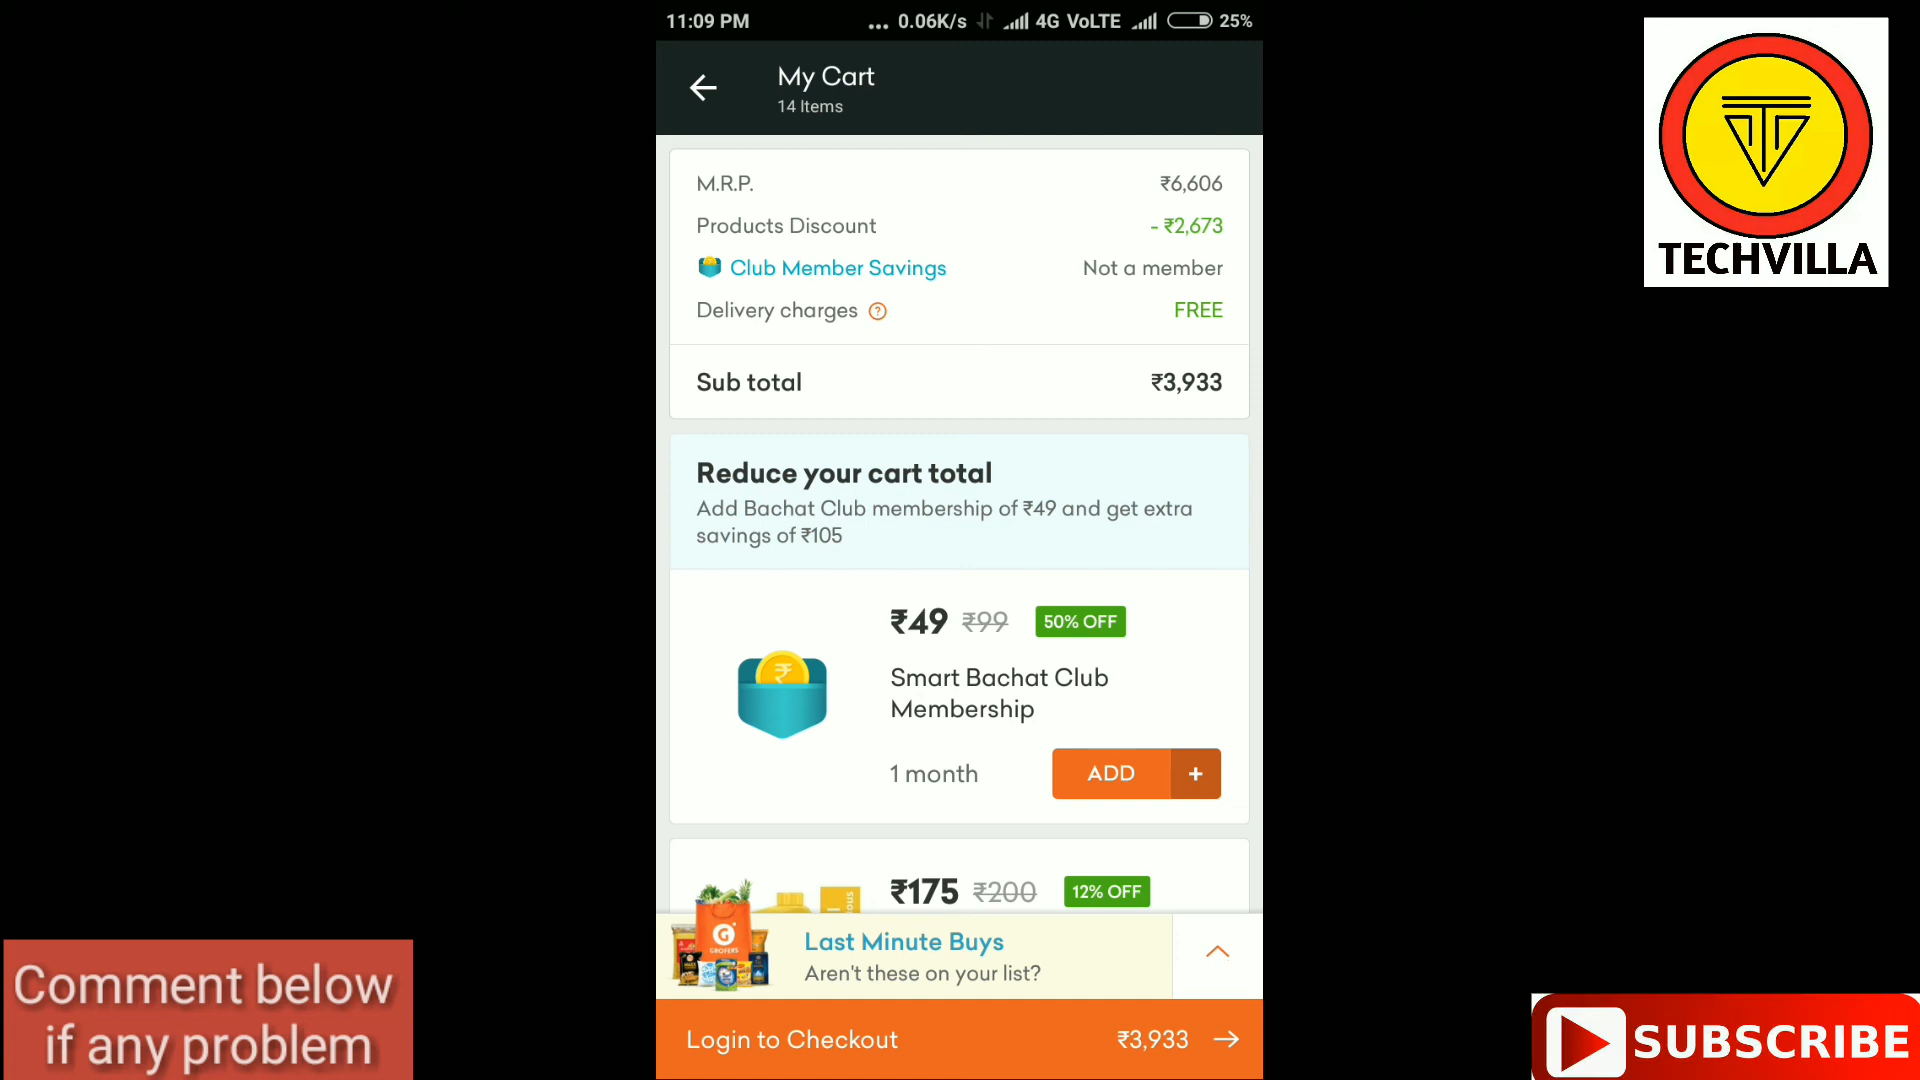 11:09 PM
... 0.06K/s 4G VoLTE 25%
My Cart
14 Items
M.R.P. ₹6,606
Products Discount - ₹2,673
Club Member Savings Not a member
Delivery charges ? FREE
Sub total ₹3,933
Reduce your cart total
Add Bachat Club membership of ₹49 and get extra
savings of ₹105
₹49 ₹99 50% OFF
₹
Smart Bachat Club
Membership
1 month ADD +
₹175 ₹200 12% OFF
G
GROFERS
Last Minute Buys
Aren't these on your list?
Login to Checkout ₹3,933 →
TECHVILLA
Comment below
if any problem
SUBSCRIBE